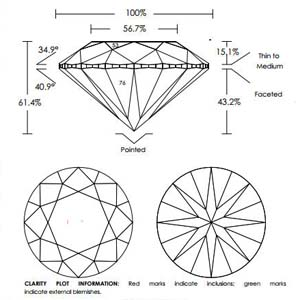 100%
56.7%
53
34.9°
15.1%
Thin to
Medium
40.9°
76
61.4%
43.2%
Faceted
Pointed
CLARITY PLOT INFORMATION: Red marks indicate inclusions; green marks
indicate external blemishes.